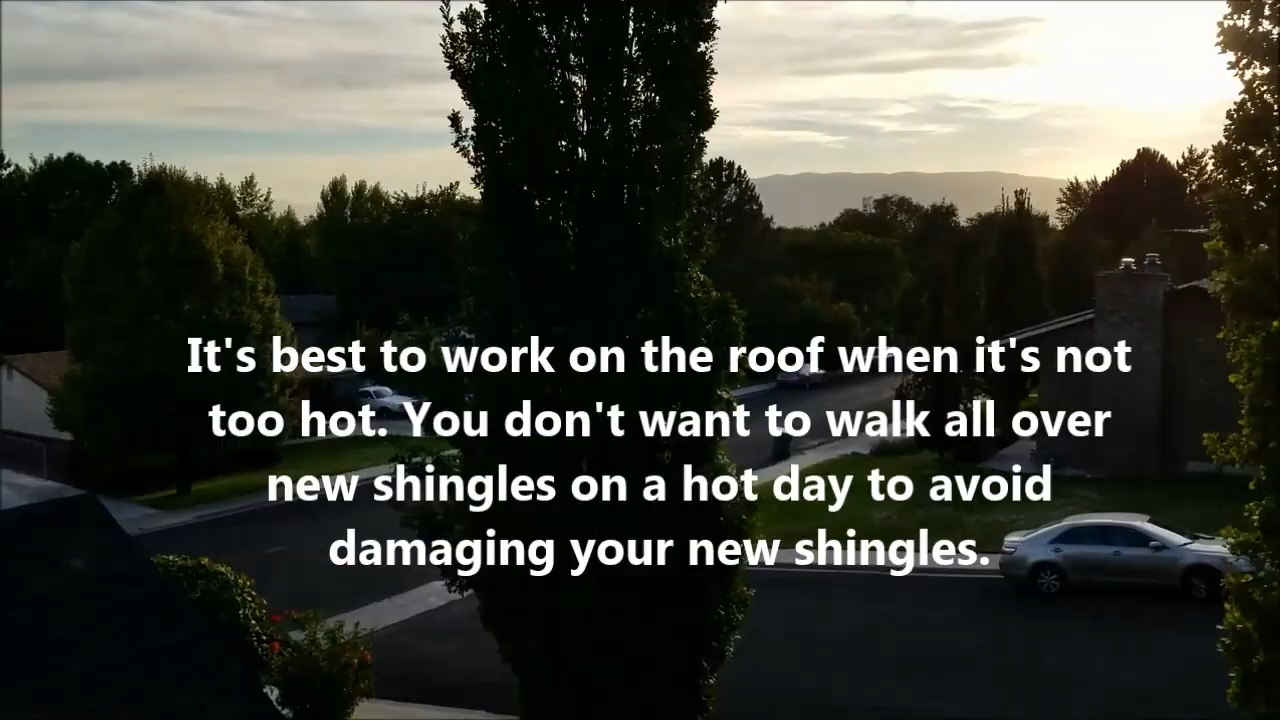 It's best to work on the roof when it's not
too hot. You don't want to walk all over
new shingles on a hot day to avoid
damaging your new shingles.